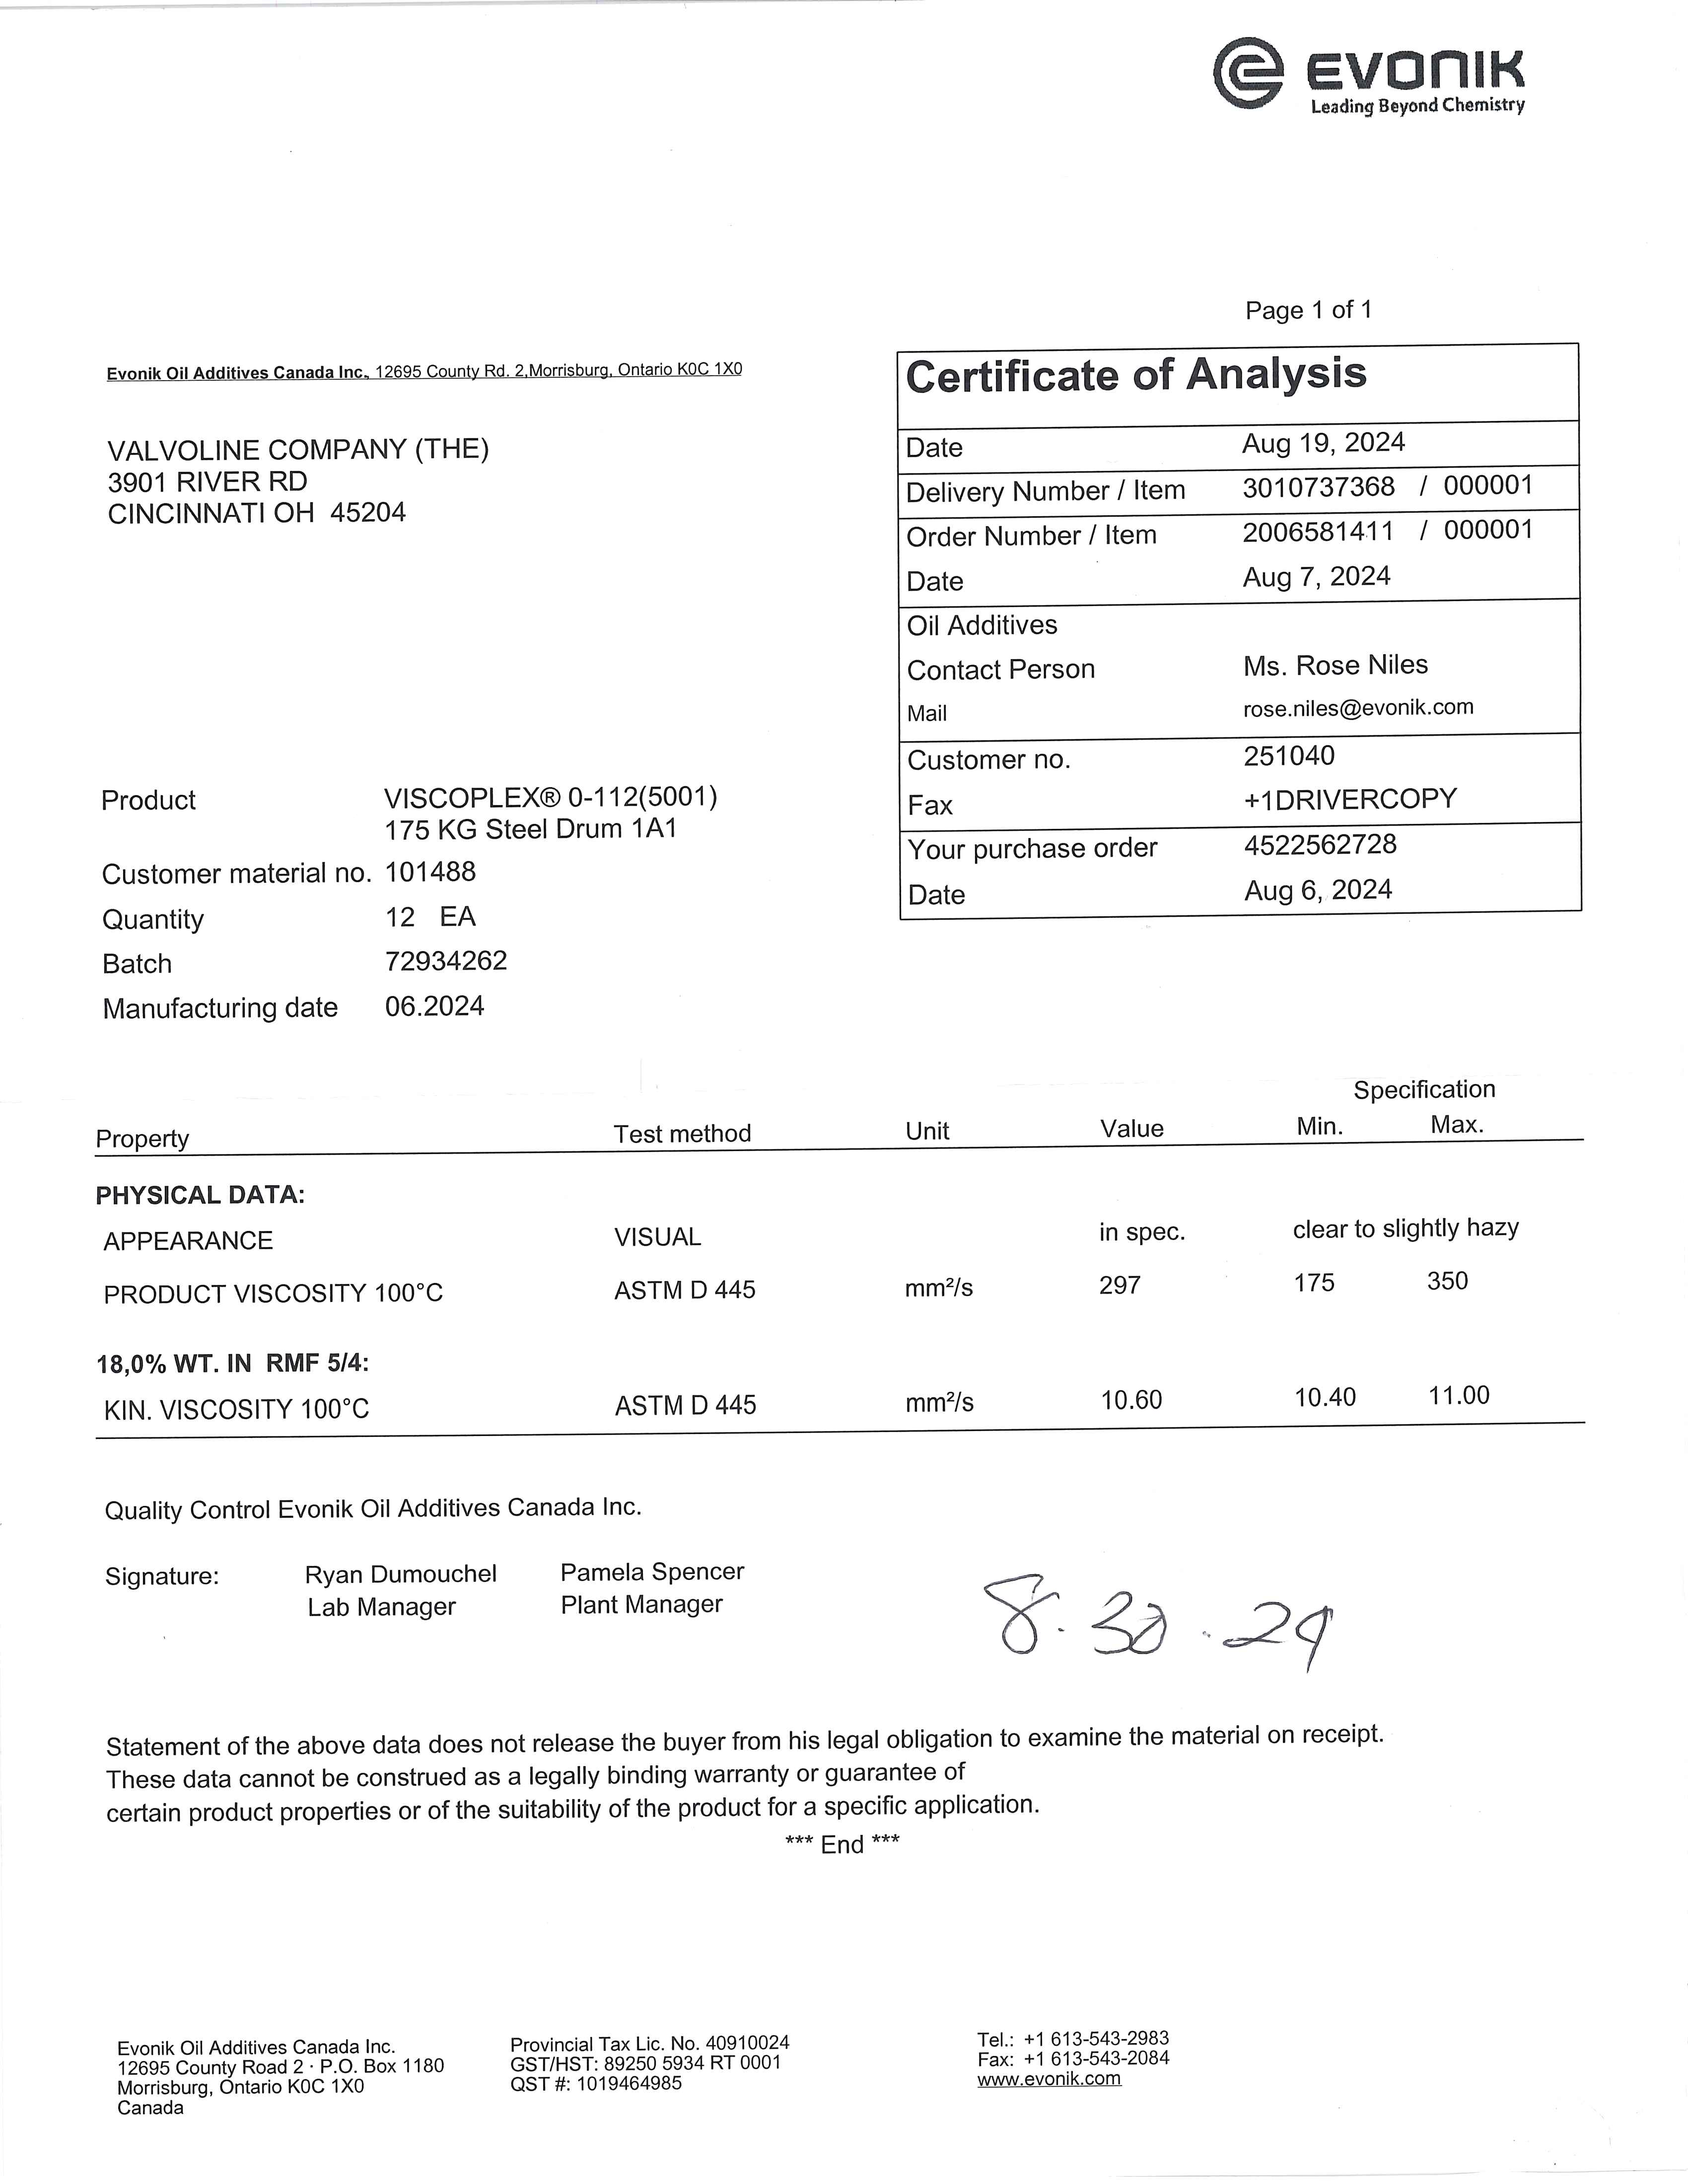 EVONIK
Leading Beyond Chemistry
Page 1 of 1
Evonik Oil Additives Canada Inc., 12695 County Rd. 2,Morrisburg, Ontario K0C 1X0
VALVOLINE COMPANY (THE)
3901 RIVER RD
CINCINNATI OH 45204
Certificate of Analysis
Date Aug 19, 2024
Delivery Number / Item 3010737368 / 000001
Order Number / Item 2006581411 / 000001
Date Aug 7, 2024
Oil Additives
Contact Person Ms. Rose Niles
Mail rose.niles@evonik.com
Customer no. 251040
Fax +1DRIVERCOPY
Your purchase order 4522562728
Date Aug 6, 2024
Product VISCOPLEX® 0-112(5001)
175 KG Steel Drum 1A1
Customer material no. 101488
Quantity 12 EA
Batch 72934262
Manufacturing date 06.2024
Specification
Property Test method Unit Value Min. Max.
PHYSICAL DATA:
APPEARANCE VISUAL in spec. clear to slightly hazy
PRODUCT VISCOSITY 100°C ASTM D 445 mm²/s 297 175 350
18,0% WT. IN RMF 5/4:
KIN. VISCOSITY 100°C ASTM D 445 mm²/s 10.60 10.40 11.00
Quality Control Evonik Oil Additives Canada Inc.
Signature: Ryan Dumouchel Pamela Spencer
Lab Manager Plant Manager
8.30.24
Statement of the above data does not release the buyer from his legal obligation to examine the material on receipt.
These data cannot be construed as a legally binding warranty or guarantee of
certain product properties or of the suitability of the product for a specific application.
*** End ***
Evonik Oil Additives Canada Inc.
12695 County Road 2 · P.O. Box 1180
Morrisburg, Ontario K0C 1X0
Canada
Provincial Tax Lic. No. 40910024
GST/HST: 89250 5934 RT 0001
QST #: 1019464985
Tel.: +1 613-543-2983
Fax: +1 613-543-2084
www.evonik.com